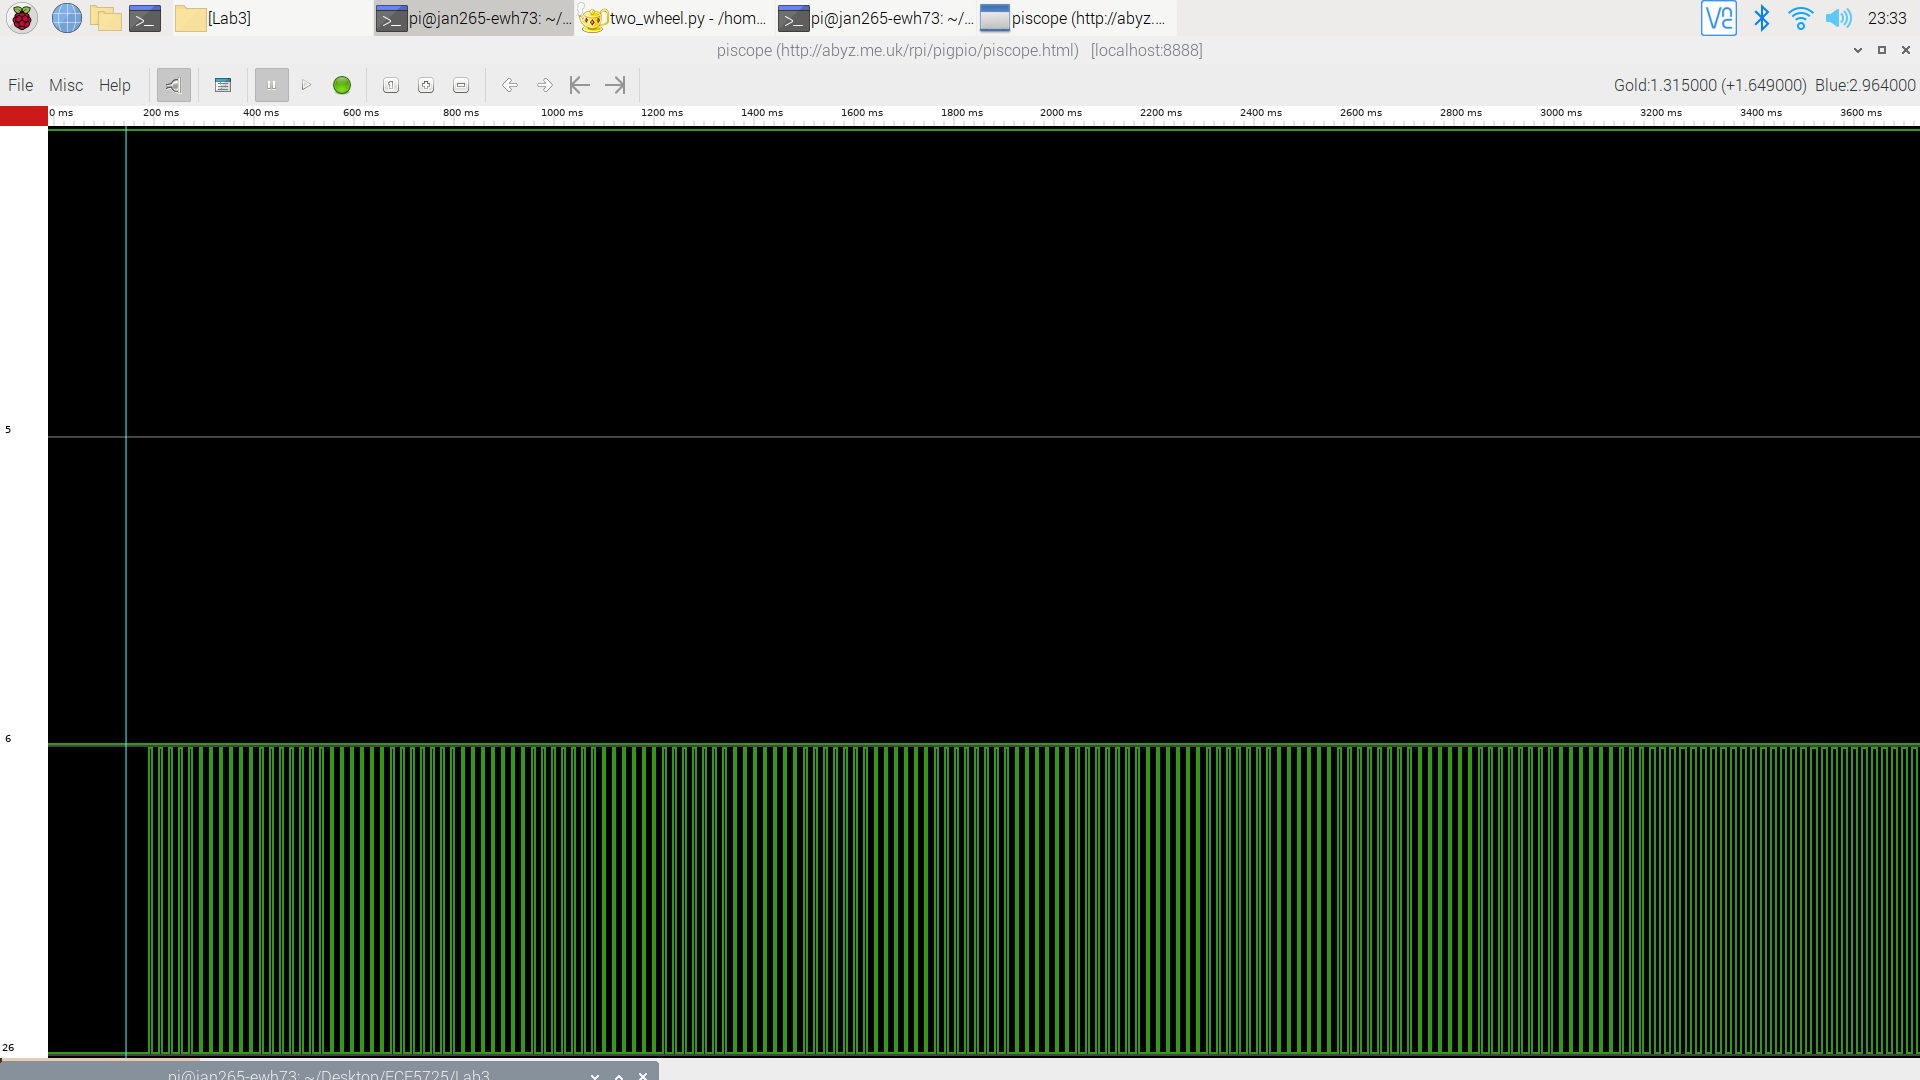 [Lab3] pi@jan265-ewh73: ~/... two_wheel.py - /hom... pi@jan265-ewh73: ~/... piscope (http://abyz.... 23:33
piscope (http://abyz.me.uk/rpi/pigpio/piscope.html) [localhost:8888]
File Misc Help Gold:1.315000 (+1.649000) Blue:2.964000
0 ms 200 ms 400 ms 600 ms 800 ms 1000 ms 1200 ms 1400 ms 1600 ms 1800 ms 2000 ms 2200 ms 2400 ms 2600 ms 2800 ms 3000 ms 3200 ms 3400 ms 3600 ms
5
6
26
pi@jan265-ewh73: ~/Desktop/ECE5725/Lab3